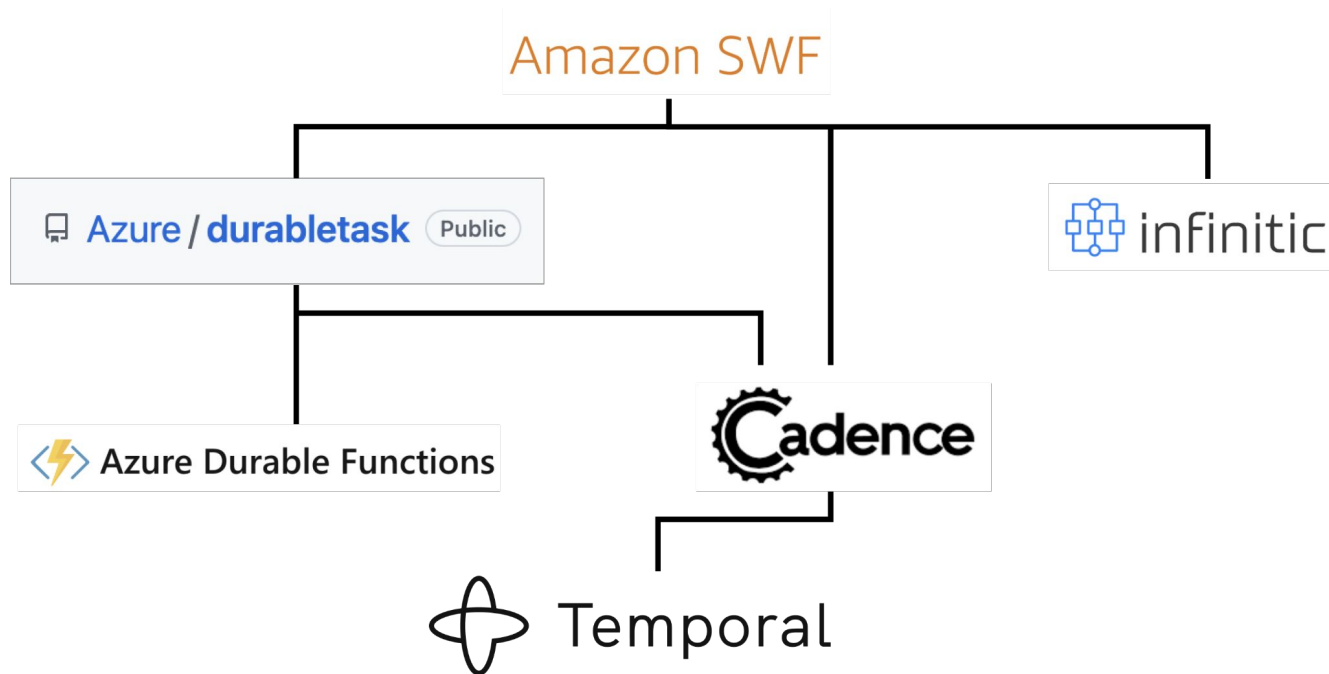 Amazon SWF
Azure / durabletask Public
infinitic
Azure Durable Functions
Cadence
Temporal